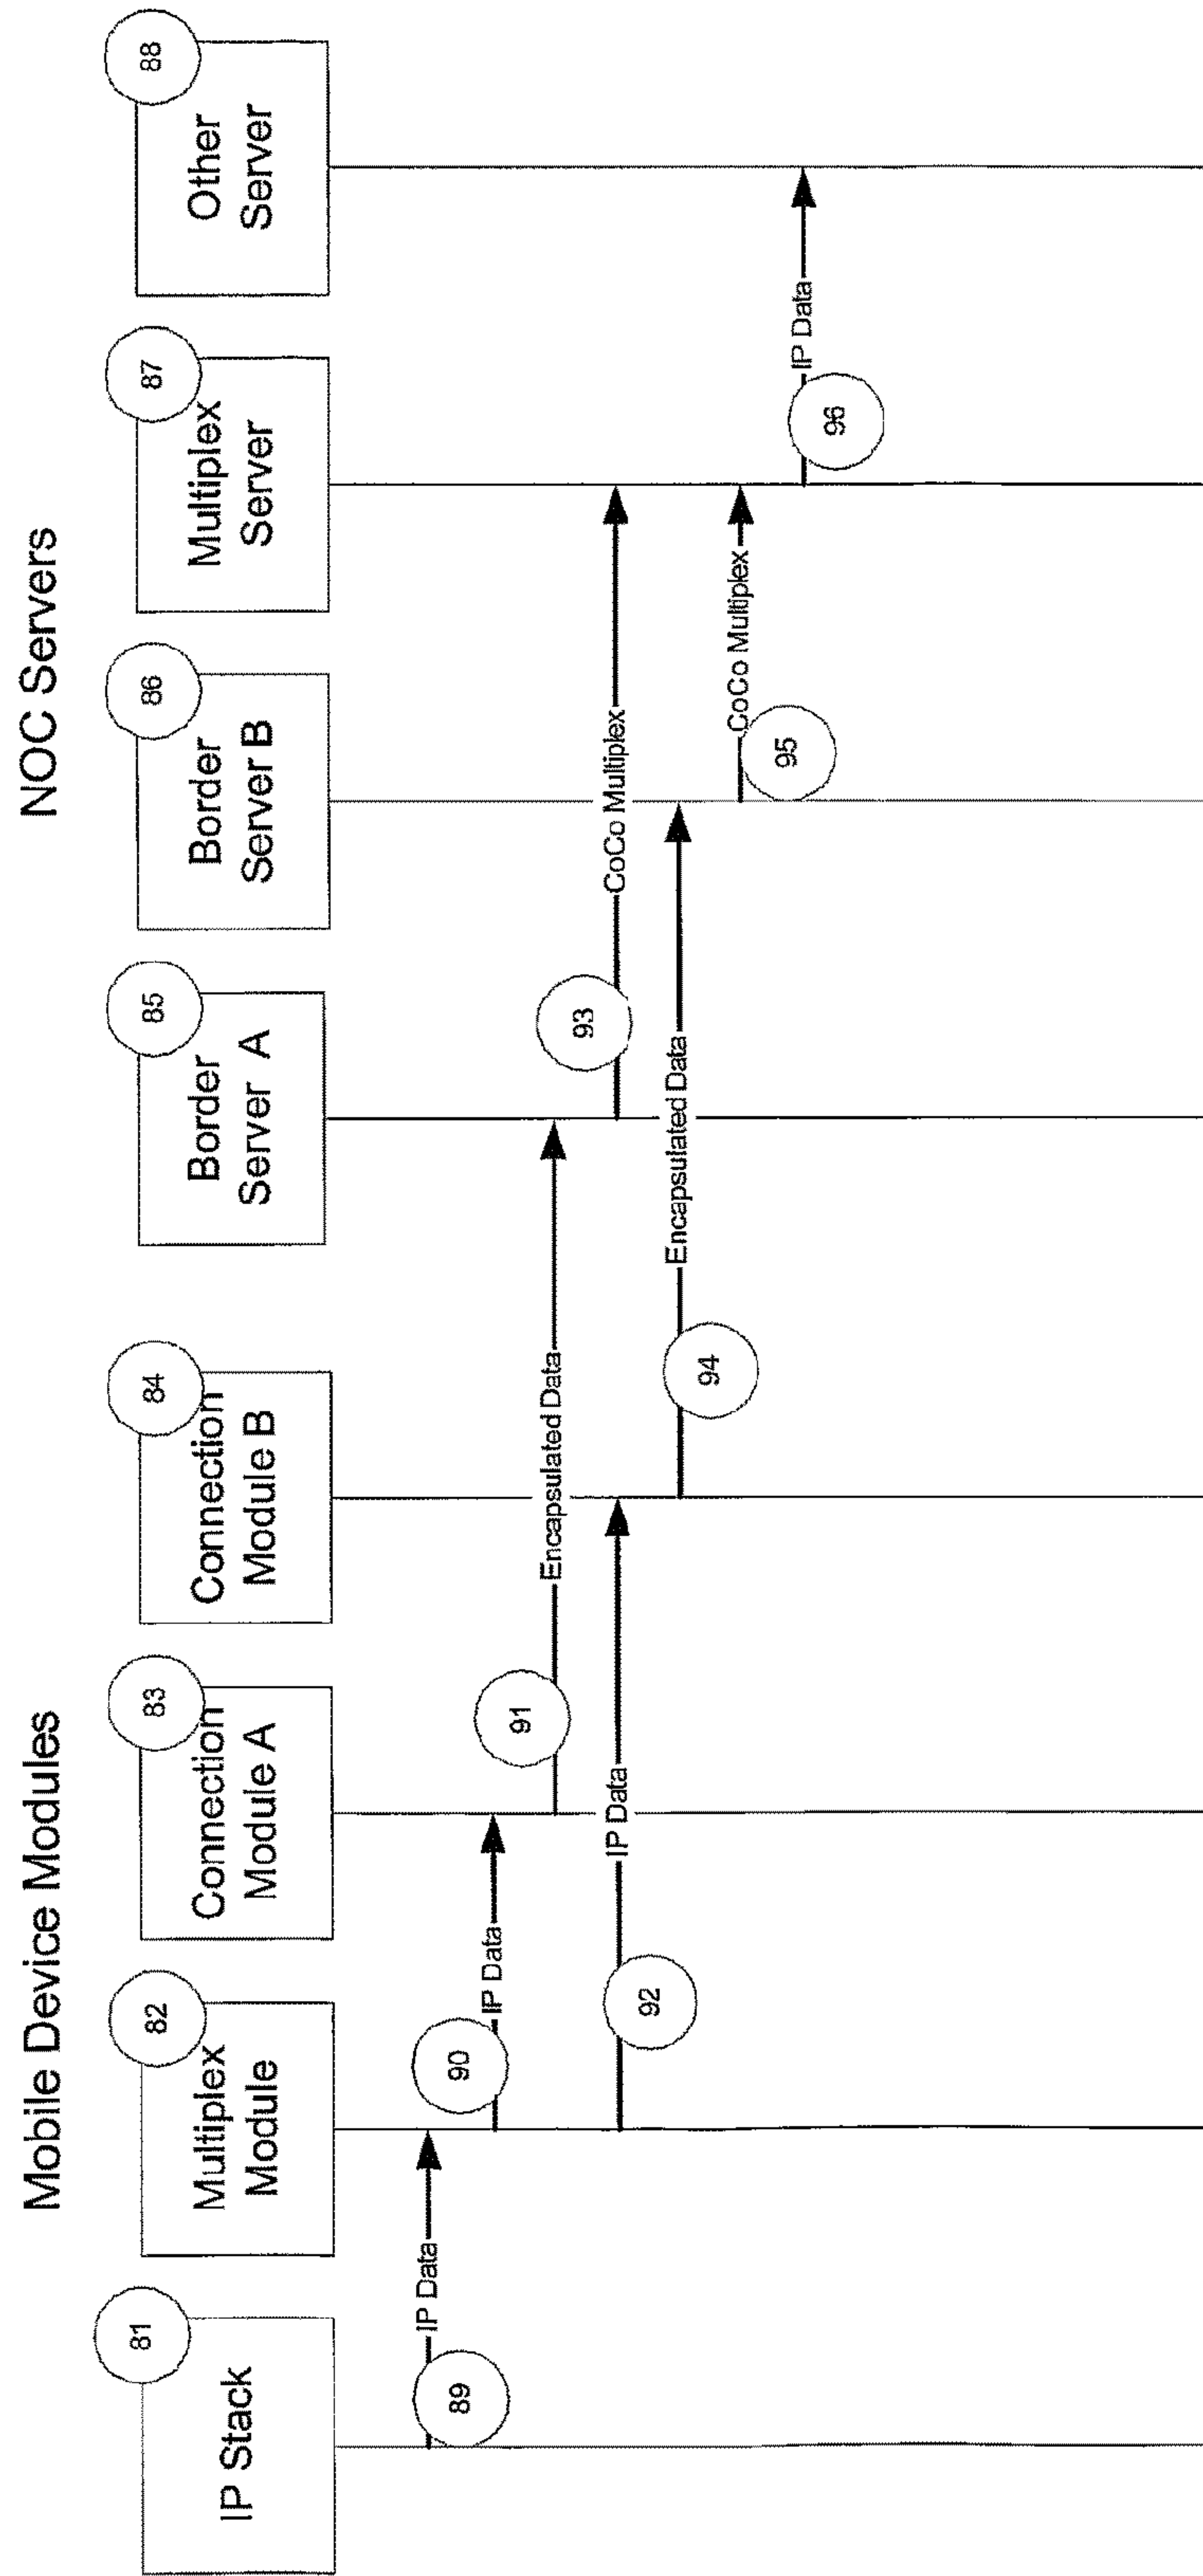 Mobile Device Modules
NOC Servers
81
IP Stack
82
Multiplex
Module
83
Connection
Module A
84
Connection
Module B
85
Border
Server A
86
Border
Server B
87
Multiplex
Server
88
Other
Server
89
IP Data
90
IP Data
91
Encapsulated Data
92
IP Data
93
CoCo Multiplex
94
Encapsulated Data
95
CoCo Multiplex
96
IP Data